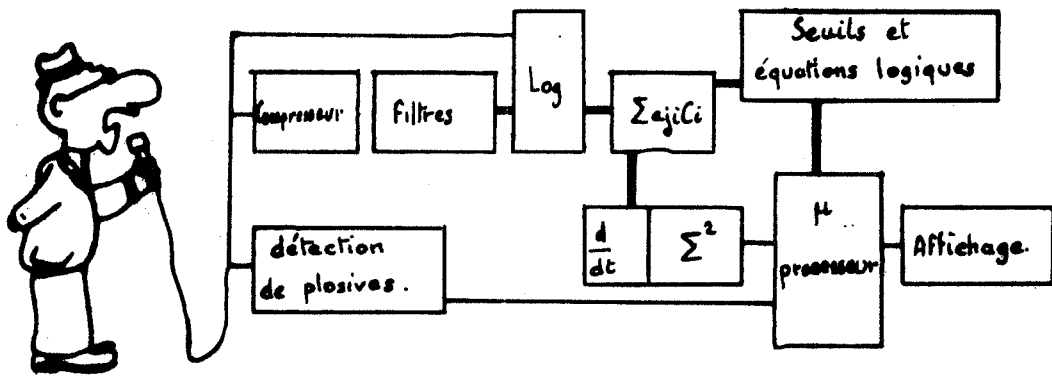 Seuils et
équations logiques
Log
Compresseur
Filtres
ΣajiCi
μ
processeur
détection
de plosives.
d
dt
Σ²
Affichage.